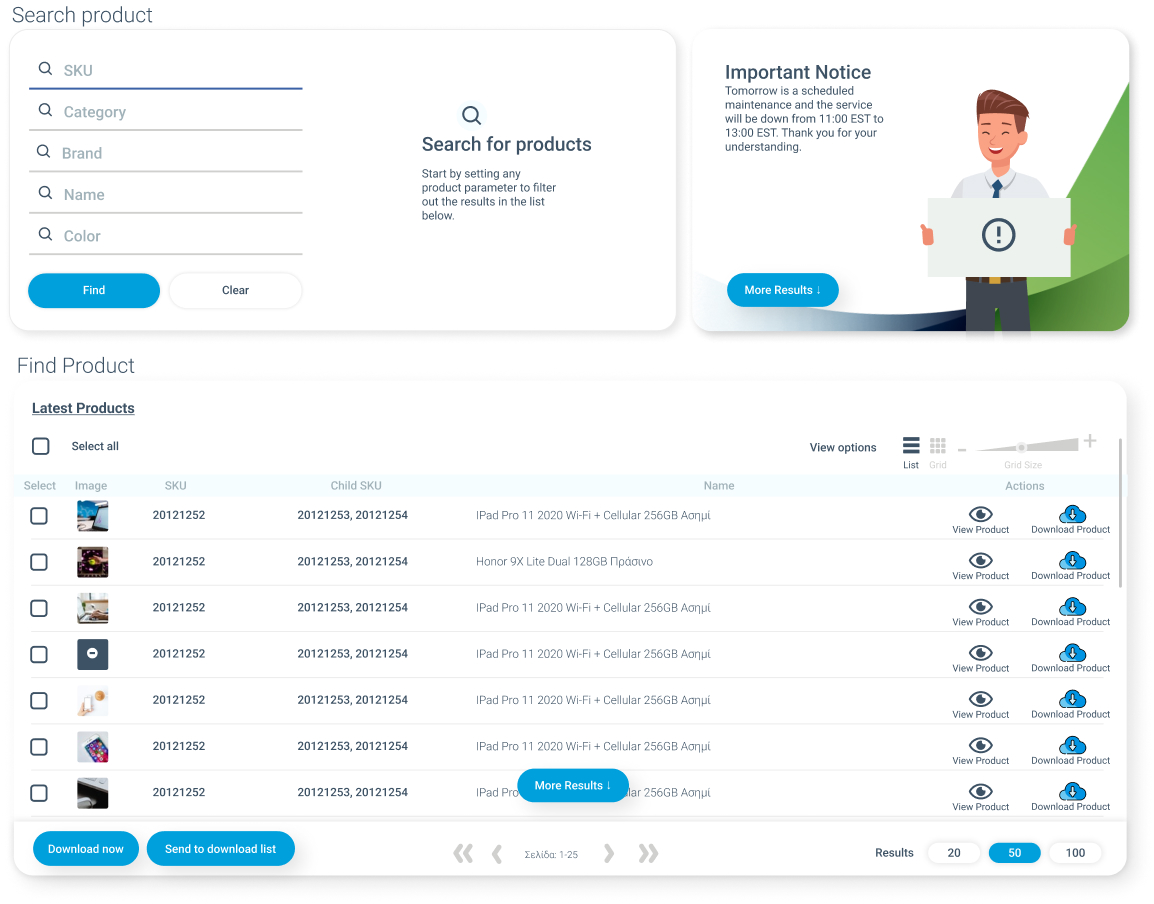 Search product
SKU
Category
Brand
Name
Color
Find
Clear
Search for products
Start by setting any
product parameter to filter
out the results in the list
below.
Important Notice
Tomorrow is a scheduled
maintenance and the service
will be down from 11:00 EST to
13:00 EST. Thank you for your
understanding.
More Results ↓
Find Product
Latest Products
Select all
View options
List
Grid
Grid Size
Select Image SKU Child SKU Name Actions
20121252 20121253, 20121254 IPad Pro 11 2020 Wi-Fi + Cellular 256GB Ασημί View Product Download Product
20121252 20121253, 20121254 Honor 9X Lite Dual 128GB Πράσινο View Product Download Product
20121252 20121253, 20121254 IPad Pro 11 2020 Wi-Fi + Cellular 256GB Ασημί View Product Download Product
20121252 20121253, 20121254 IPad Pro 11 2020 Wi-Fi + Cellular 256GB Ασημί View Product Download Product
20121252 20121253, 20121254 IPad Pro 11 2020 Wi-Fi + Cellular 256GB Ασημί View Product Download Product
20121252 20121253, 20121254 IPad Pro 11 2020 Wi-Fi + Cellular 256GB Ασημί View Product Download Product
20121252 20121253, 20121254 IPad Pro lar 256GB Ασημί View Product Download Product
More Results ↓
Download now
Send to download list
Σελίδα: 1-25
Results 20 50 100